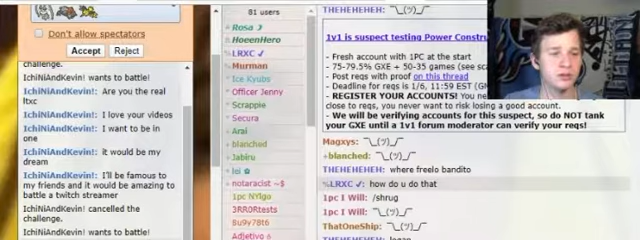 Don't allow spectators
Accept
Reject
challenge.
IchiNiAndKevin! wants to battle!
IchiNiAndKevin!: Are you the real
ltxc
IchiNiAndKevin!: I love your videos
IchiNiAndKevin!: I want to be in
one
IchiNiAndKevin!: it would be my
dream
IchiNiAndKevin!: I'll be famous to
my friends and it would be amazing to
battle a twitch streamer
IchiNiAndKevin! cancelled the
challenge.
IchiNiAndKevin! wants to battle!
81 users
Rosa
HoeenHero
LRXC ✓
Murman
Ice Kyubs
Officer Jenny
Scrappie
Secura
Arai
blanched
Jabiru
lei
notaracist ~$
1pc NYlgo
3RR0Rtests
Bu9y78t6
Adjetivo
THEHEHEHEH: ¯\_(ツ)_/¯
1v1 is suspect testing Power Constru
- Fresh account with 1PC at the start
- 75-79.5% GXE + 50-35 games (see sca
- Post reqs with proof on this thread
- Deadline for reqs is 1/6, 11:59 EST (GM
- REGISTER YOUR ACCOUNTS! You ne
close to reqs, you never want to risk losing a good account.
- We will be verifying accounts for this suspect, so do NOT tank
your GXE until a 1v1 forum moderator can verify your reqs!
Magxys: ¯\_(ツ)_/¯
+blanched: ¯\_(ツ)_/¯
THEHEHEHEH: where freelo bandito
%LRXC ✓: how do u do that
1pc I Will: /shrug
1pc I Will: ¯\_(ツ)_/¯
ThatOneShip: ¯\_(ツ)_/¯